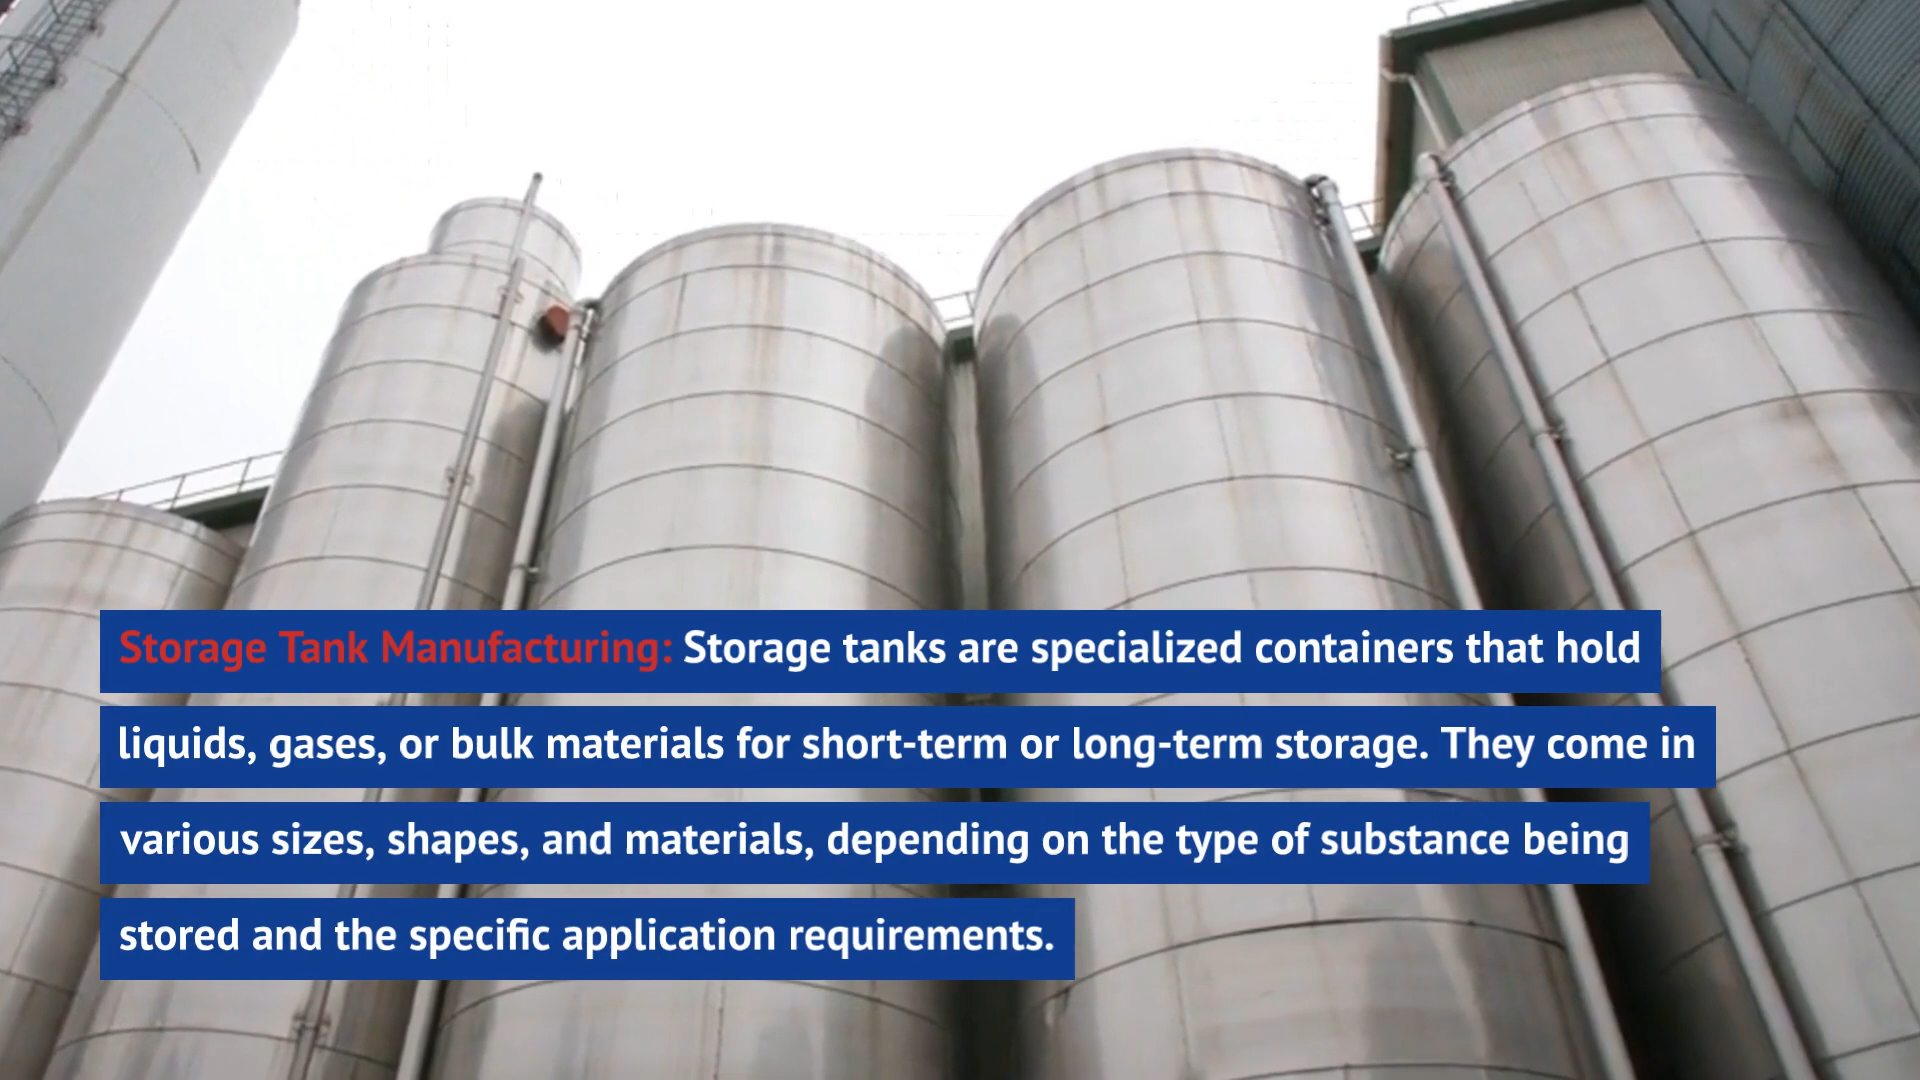 Storage Tank Manufacturing: Storage tanks are specialized containers that hold
liquids, gases, or bulk materials for short-term or long-term storage. They come in
various sizes, shapes, and materials, depending on the type of substance being
stored and the specific application requirements.